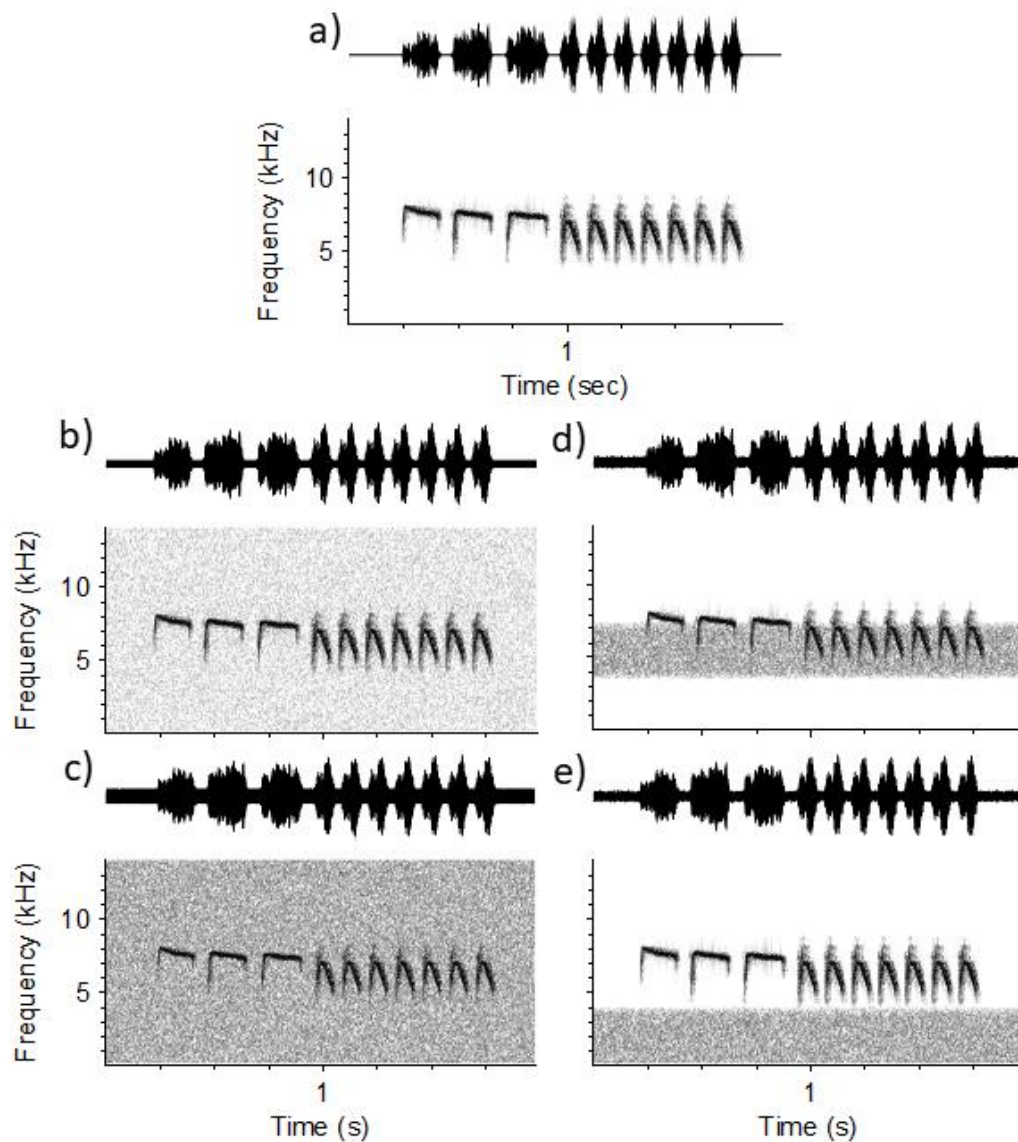 a)
Frequency (kHz)
10
5
1
Time (sec)
b)
Frequency (kHz)
10
5
c)
Frequency (kHz)
10
5
1
Time (s)
d)
e)
1
Time (s)